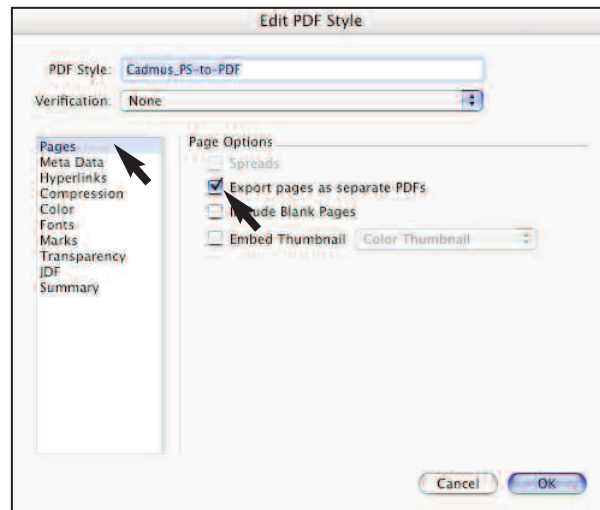 Edit PDF Style
PDF Style: Cadmus_PS-to-PDF
Verification: None
Pages
Meta Data
Hyperlinks
Compression
Color
Fonts
Marks
Transparency
JDF
Summary
Page Options
Spreads
Export pages as separate PDFs
Include Blank Pages
Embed Thumbnail Color Thumbnail
Cancel OK